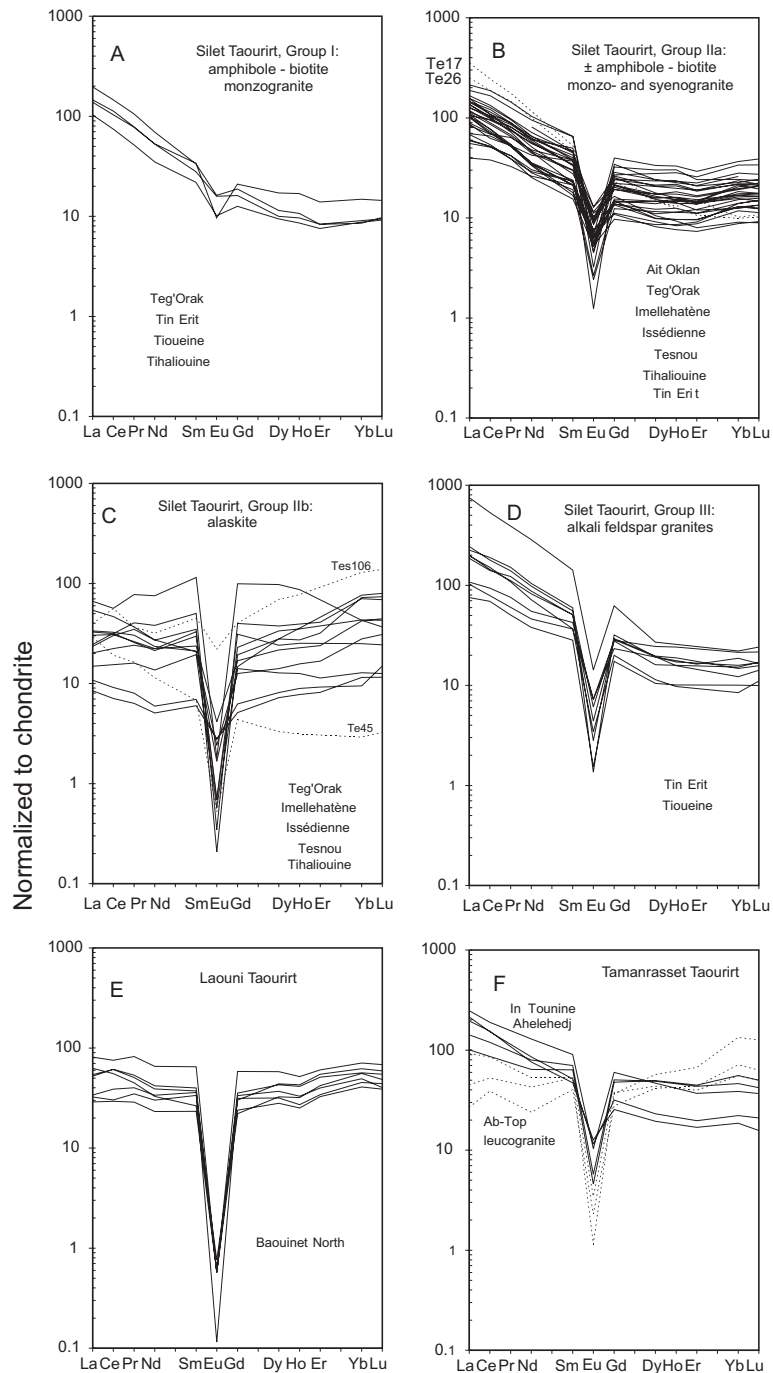 Normalized to chondrite
1000
100
10
1
0.1
A
Silet Taourirt, Group I:
amphibole - biotite
monzogranite
Teg'Orak
Tin Erit
Tioueine
Tihaliouine
La Ce Pr Nd Sm Eu Gd Dy Ho Er Yb Lu
1000
100
10
1
0.1
B
Silet Taourirt, Group IIa:
± amphibole - biotite
monzo- and syenogranite
Te17
Te26
Ait Oklan
Teg'Orak
Imellehatène
Issédienne
Tesnou
Tihaliouine
Tin Erit
La Ce Pr Nd Sm Eu Gd Dy Ho Er Yb Lu
1000
100
10
1
0.1
C
Silet Taourirt, Group IIb:
alaskite
Tes106
Te45
Teg'Orak
Imellehatène
Issédienne
Tesnou
Tihaliouine
La Ce Pr Nd Sm Eu Gd Dy Ho Er Yb Lu
1000
100
10
1
0.1
D
Silet Taourirt, Group III:
alkali feldspar granites
Tin Erit
Tioueine
La Ce Pr Nd Sm Eu Gd Dy Ho Er Yb Lu
1000
100
10
1
0.1
E
Laouni Taourirt
Baouinet North
La Ce Pr Nd Sm Eu Gd Dy Ho Er Yb Lu
1000
100
10
1
0.1
F
Tamanrasset Taourirt
In Tounine
Ahelehedj
Ab-Top
leucogranite
La Ce Pr Nd Sm Eu Gd Dy Ho Er Yb Lu